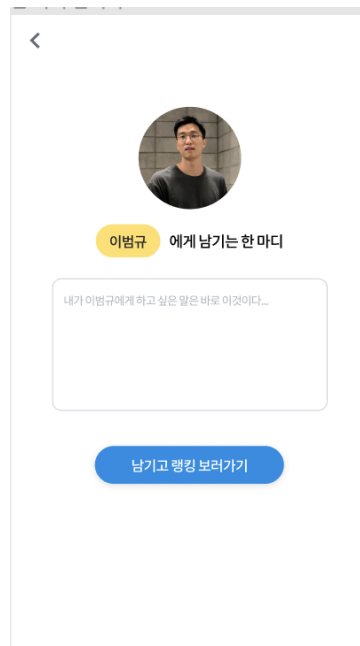 이범규 에게 남기는 한 마디
내가 이범규에게 하고 싶은 말은 바로 이것이다...
남기고 랭킹 보러가기